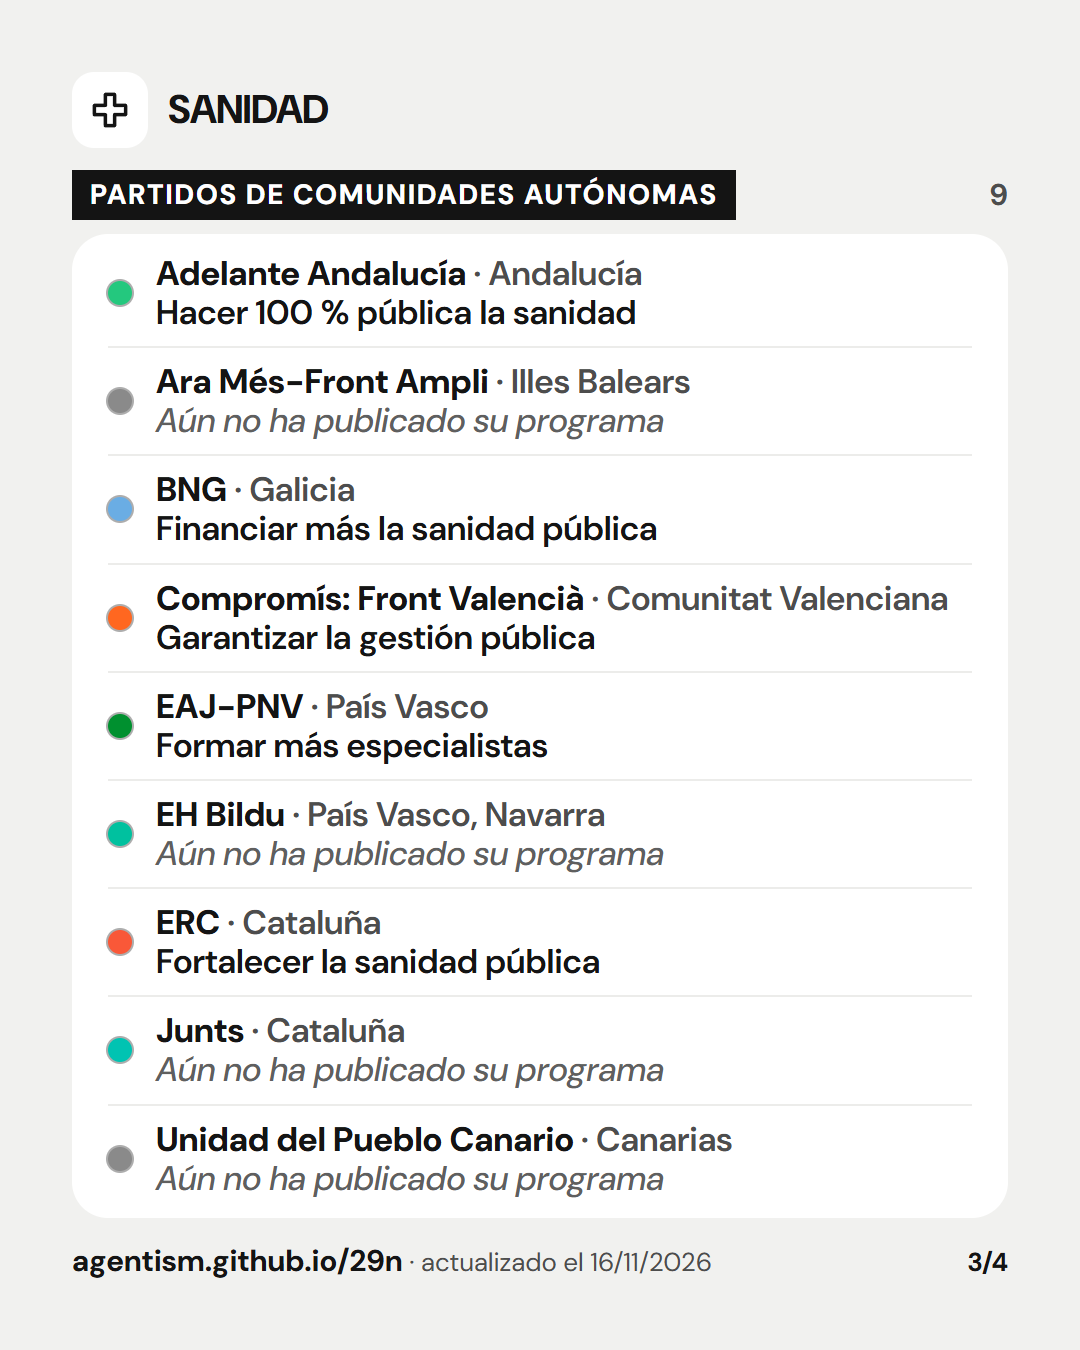 SANIDAD
PARTIDOS DE COMUNIDADES AUTÓNOMAS 9
Adelante Andalucía · Andalucía
Hacer 100 % pública la sanidad
Ara Més-Front Ampli · Illes Balears
Aún no ha publicado su programa
BNG · Galicia
Financiar más la sanidad pública
Compromís: Front Valencià · Comunitat Valenciana
Garantizar la gestión pública
EAJ-PNV · País Vasco
Formar más especialistas
EH Bildu · País Vasco, Navarra
Aún no ha publicado su programa
ERC · Cataluña
Fortalecer la sanidad pública
Junts · Cataluña
Aún no ha publicado su programa
Unidad del Pueblo Canario · Canarias
Aún no ha publicado su programa
agentism.github.io/29n · actualizado el 16/11/2026 3/4